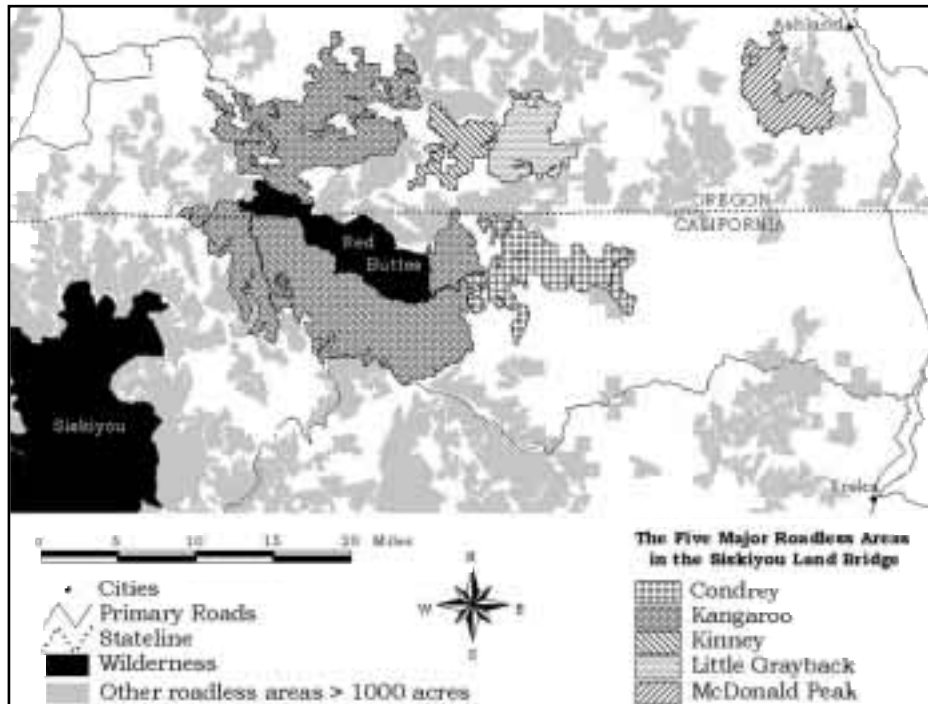 Ashland
OREGON
CALIFORNIA
Red
Buttes
Siskiyou
Yreka
0 5 10 15 20 Miles
Cities
Primary Roads
Stateline
Wilderness
Other roadless areas > 1000 acres
N
W E
S
The Five Major Roadless Areas
in the Siskiyou Land Bridge
Condrey
Kangaroo
Kinney
Little Grayback
McDonald Peak